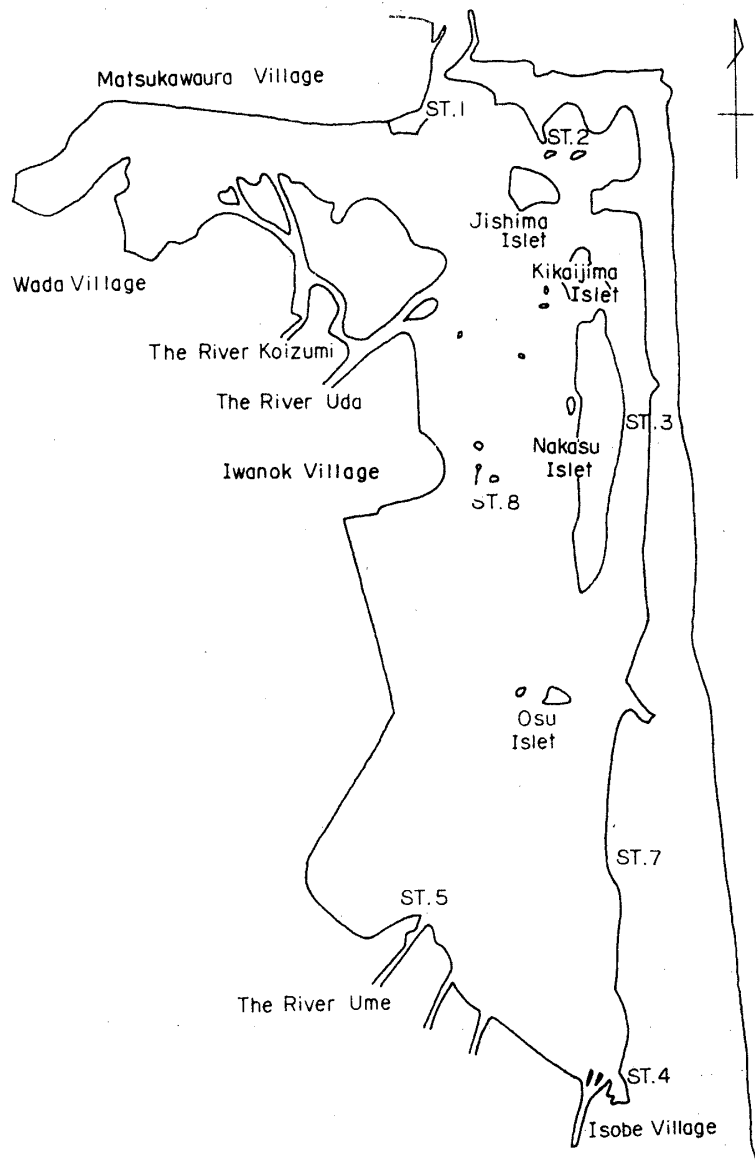 Matsukawaura Village
ST.1
ST.2
Jishima
Islet
Kikaijima
Islet
Wada Village
The River Koizumi
The River Uda
ST.3
Nakasu
Islet
Iwanok Village
ST.8
Osu
Islet
ST.7
ST.5
The River Ume
ST.4
Isobe Village